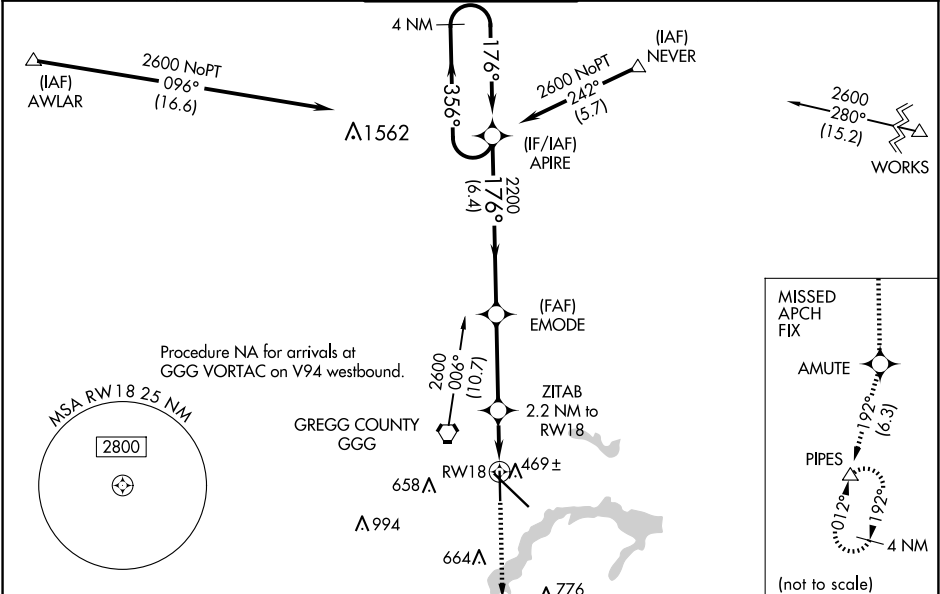 4 NM
176°
356°
(IAF)
AWLAR
2600 NoPT
096°
(16.6)
1562
(IAF)
NEVER
2600 NoPT
242°
(5.7)
(IF/IAF)
APIRE
2600
280°
(15.2)
WORKS
2200
176°
(6.4)
(FAF)
EMODE
Procedure NA for arrivals at
GGG VORTAC on V94 westbound.
2600
006°
(10.7)
GREGG COUNTY
GGG
ZITAB
2.2 NM to
RW18
MSA RW18 25 NM
2800
RW18
469 ±
658
994
664
776
MISSED
APCH
FIX
AMUTE
192°
(6.3)
PIPES
012°
192°
4 NM
(not to scale)